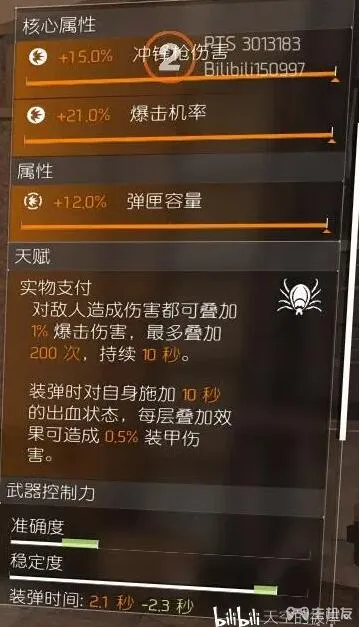 核心属性
+15.0% 冲锋枪伤害
2
PTS 3013183
Bilibili150997
+21.0% 爆击机率
属性
+12.0% 弹匣容量
天赋
实物支付
对敌人造成伤害都可叠加
1% 爆击伤害，最多叠加
200 次，持续 10 秒。
装弹时对自身施加 10 秒
的出血状态，每层叠加效
果可造成 0.5% 装甲伤
害。
武器控制力
准确度
稳定度
装弹时间: 2.1 秒 -2.3 秒
bilibili